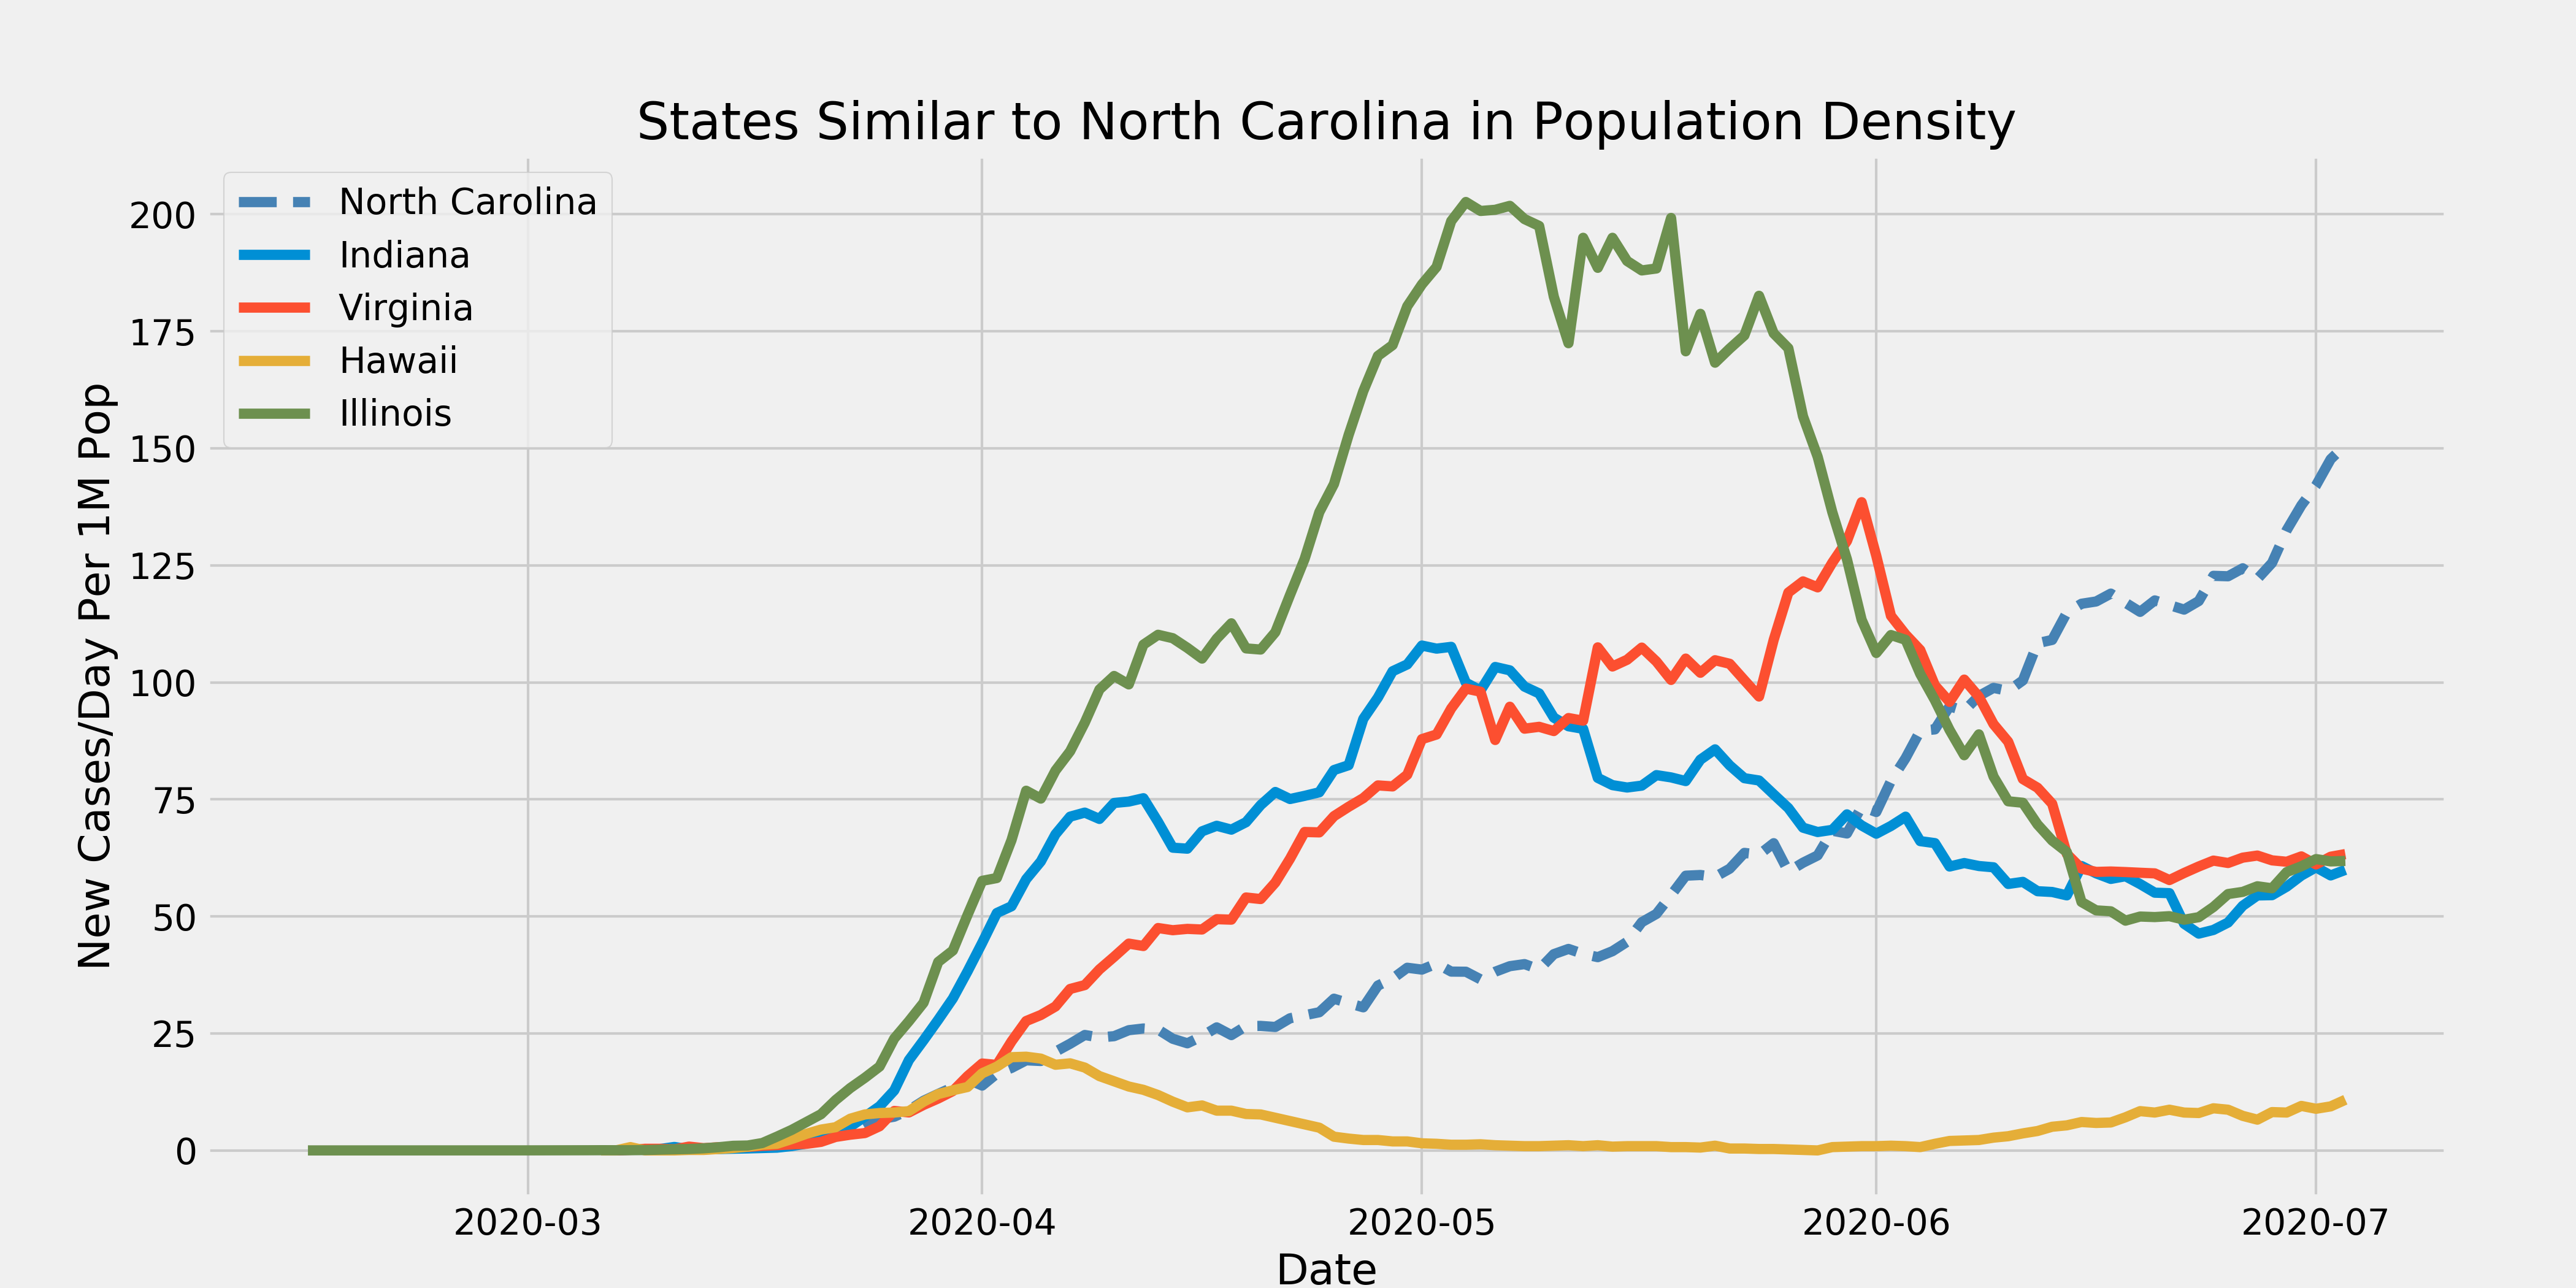 States Similar to North Carolina in Population Density
North Carolina
Indiana
Virginia
Hawaii
Illinois
New Cases/Day Per 1M Pop
200
175
150
125
100
75
50
25
0
2020-03 2020-04 2020-05 2020-06 2020-07
Date